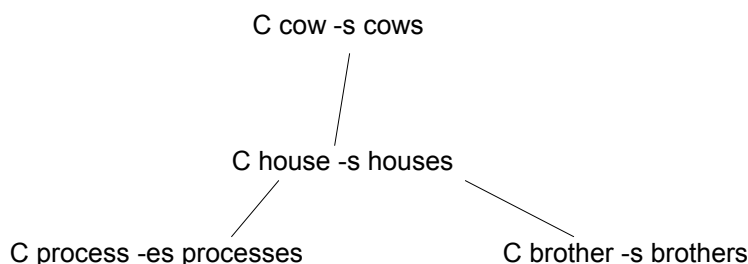 C cow -s cows
C house -s houses
C process -es processes
C brother -s brothers